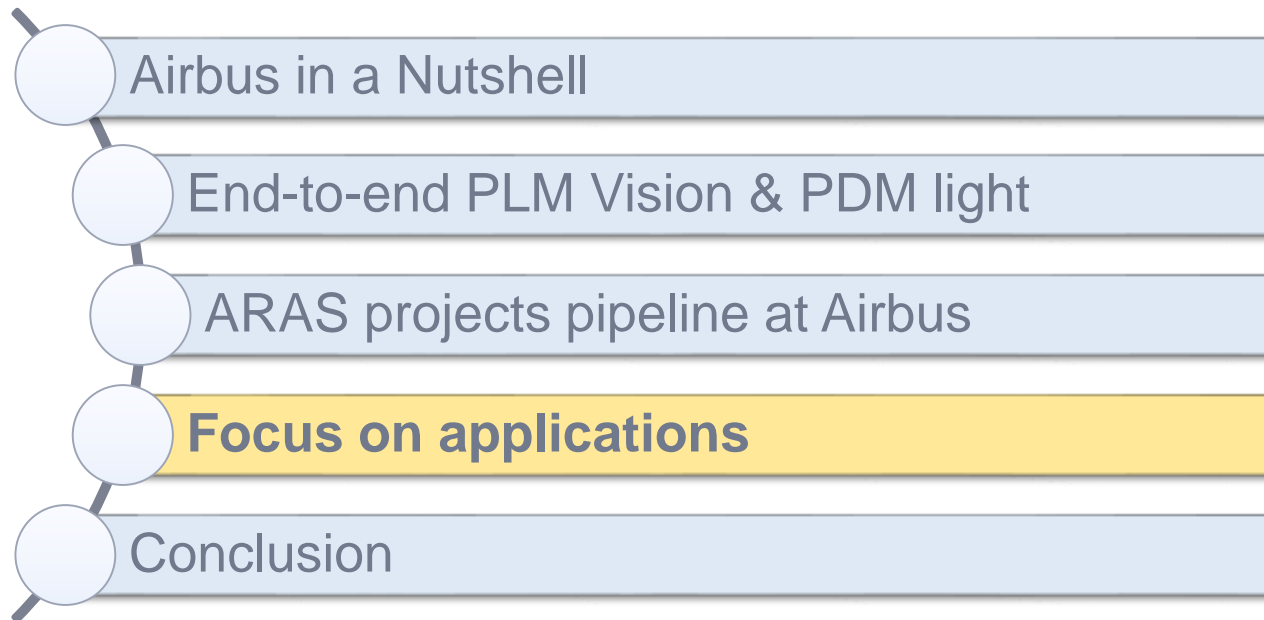 Airbus in a Nutshell
End-to-end PLM Vision & PDM light
ARAS projects pipeline at Airbus
Focus on applications
Conclusion